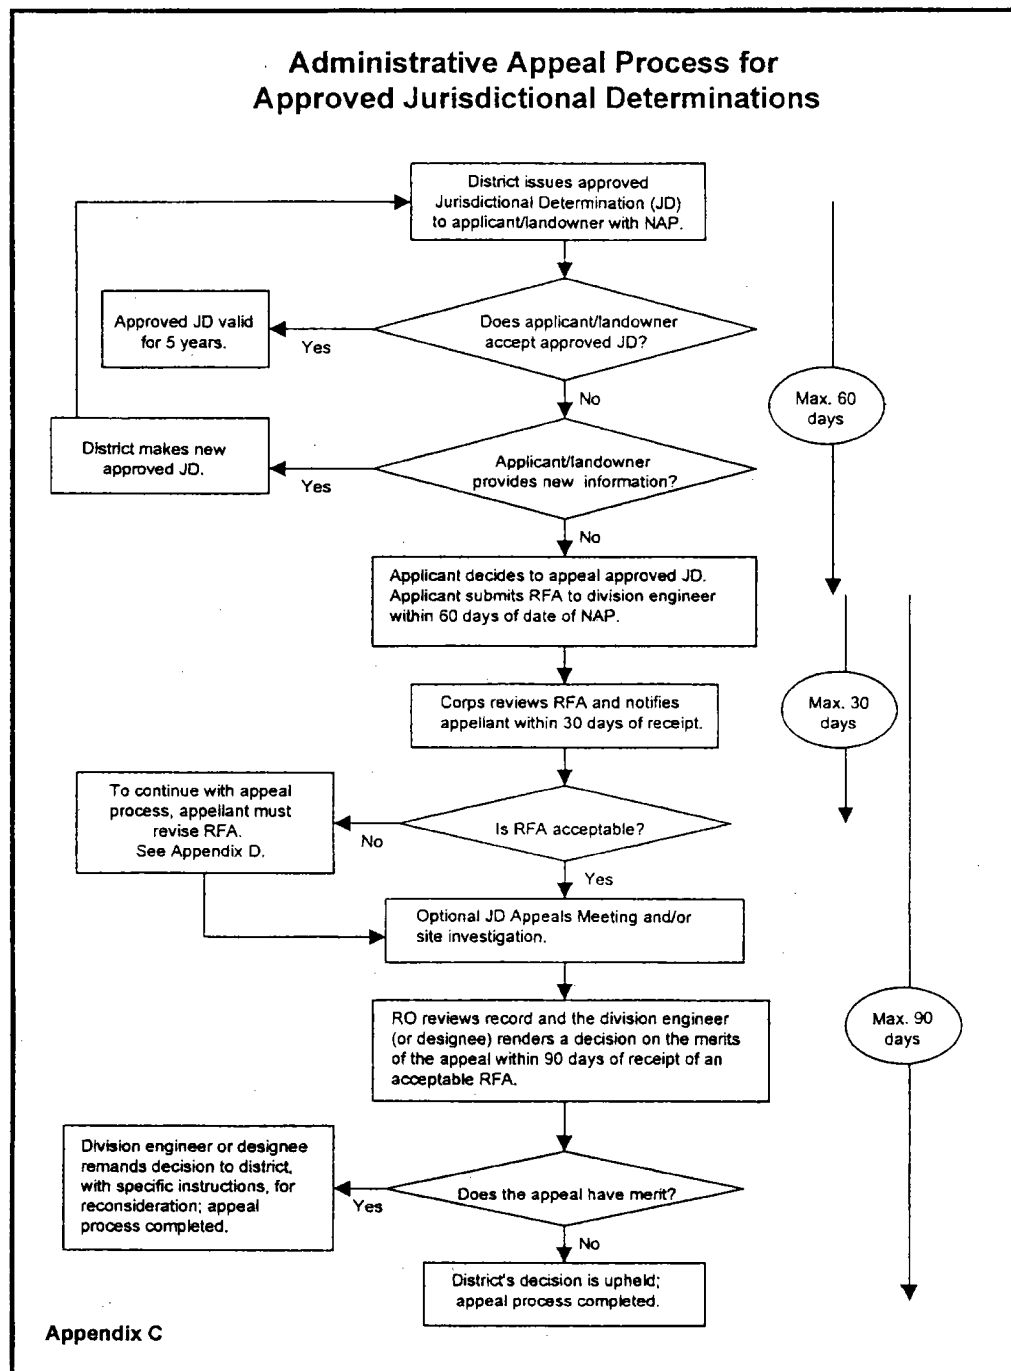 Administrative Appeal Process for
Approved Jurisdictional Determinations
District issues approved
Jurisdictional Determination (JD)
to applicant/landowner with NAP.
Does applicant/landowner
accept approved JD?
Yes
Approved JD valid
for 5 years.
No
Max. 60
days
Applicant/landowner
provides new information?
Yes
District makes new
approved JD.
No
Applicant decides to appeal approved JD.
Applicant submits RFA to division engineer
within 60 days of date of NAP.
Corps reviews RFA and notifies
appellant within 30 days of receipt.
Max. 30
days
Is RFA acceptable?
No
To continue with appeal
process, appellant must
revise RFA.
See Appendix D.
Yes
Optional JD Appeals Meeting and/or
site investigation.
RO reviews record and the division engineer
(or designee) renders a decision on the merits
of the appeal within 90 days of receipt of an
acceptable RFA.
Max. 90
days
Does the appeal have merit?
Yes
Division engineer or designee
remands decision to district,
with specific instructions, for
reconsideration; appeal
process completed.
No
District's decision is upheld;
appeal process completed.
Appendix C